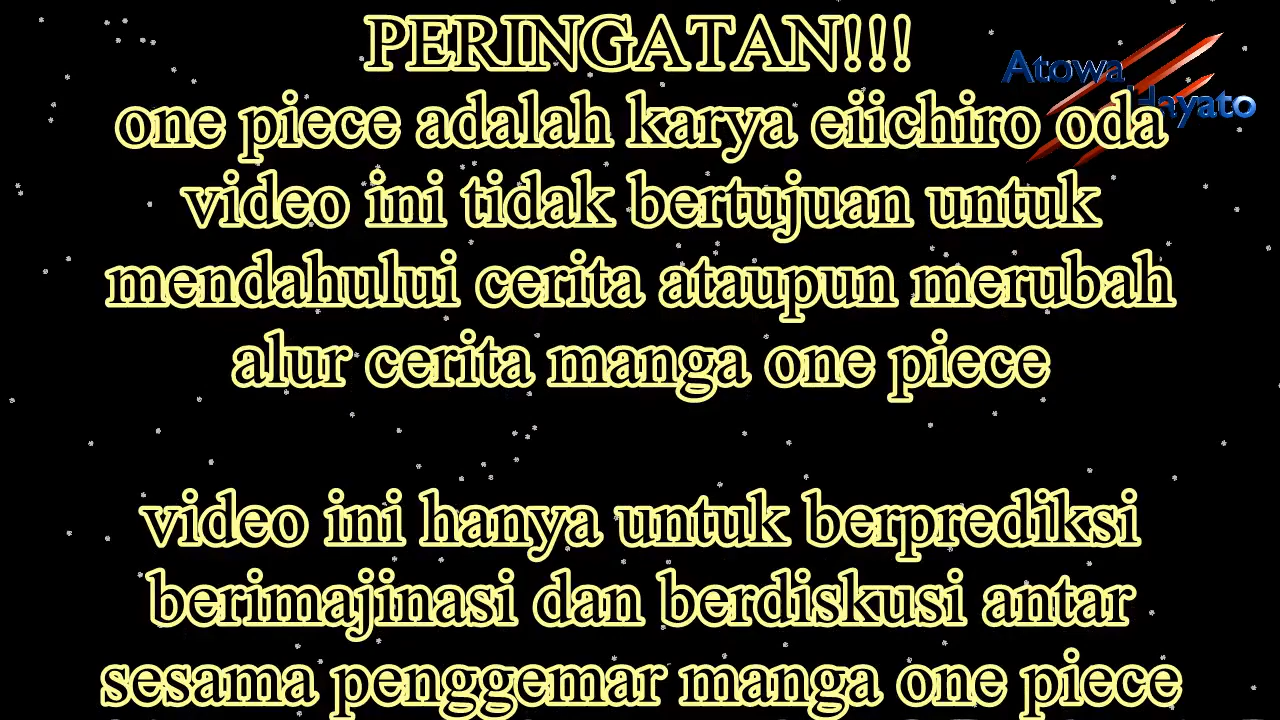 PERINGATAN!!!
Atowa
Hayato
one piece adalah karya eiichiro oda
video ini tidak bertujuan untuk
mendahului cerita ataupun merubah
alur cerita manga one piece
video ini hanya untuk berprediksi
berimajinasi dan berdiskusi antar
sesama penggemar manga one piece